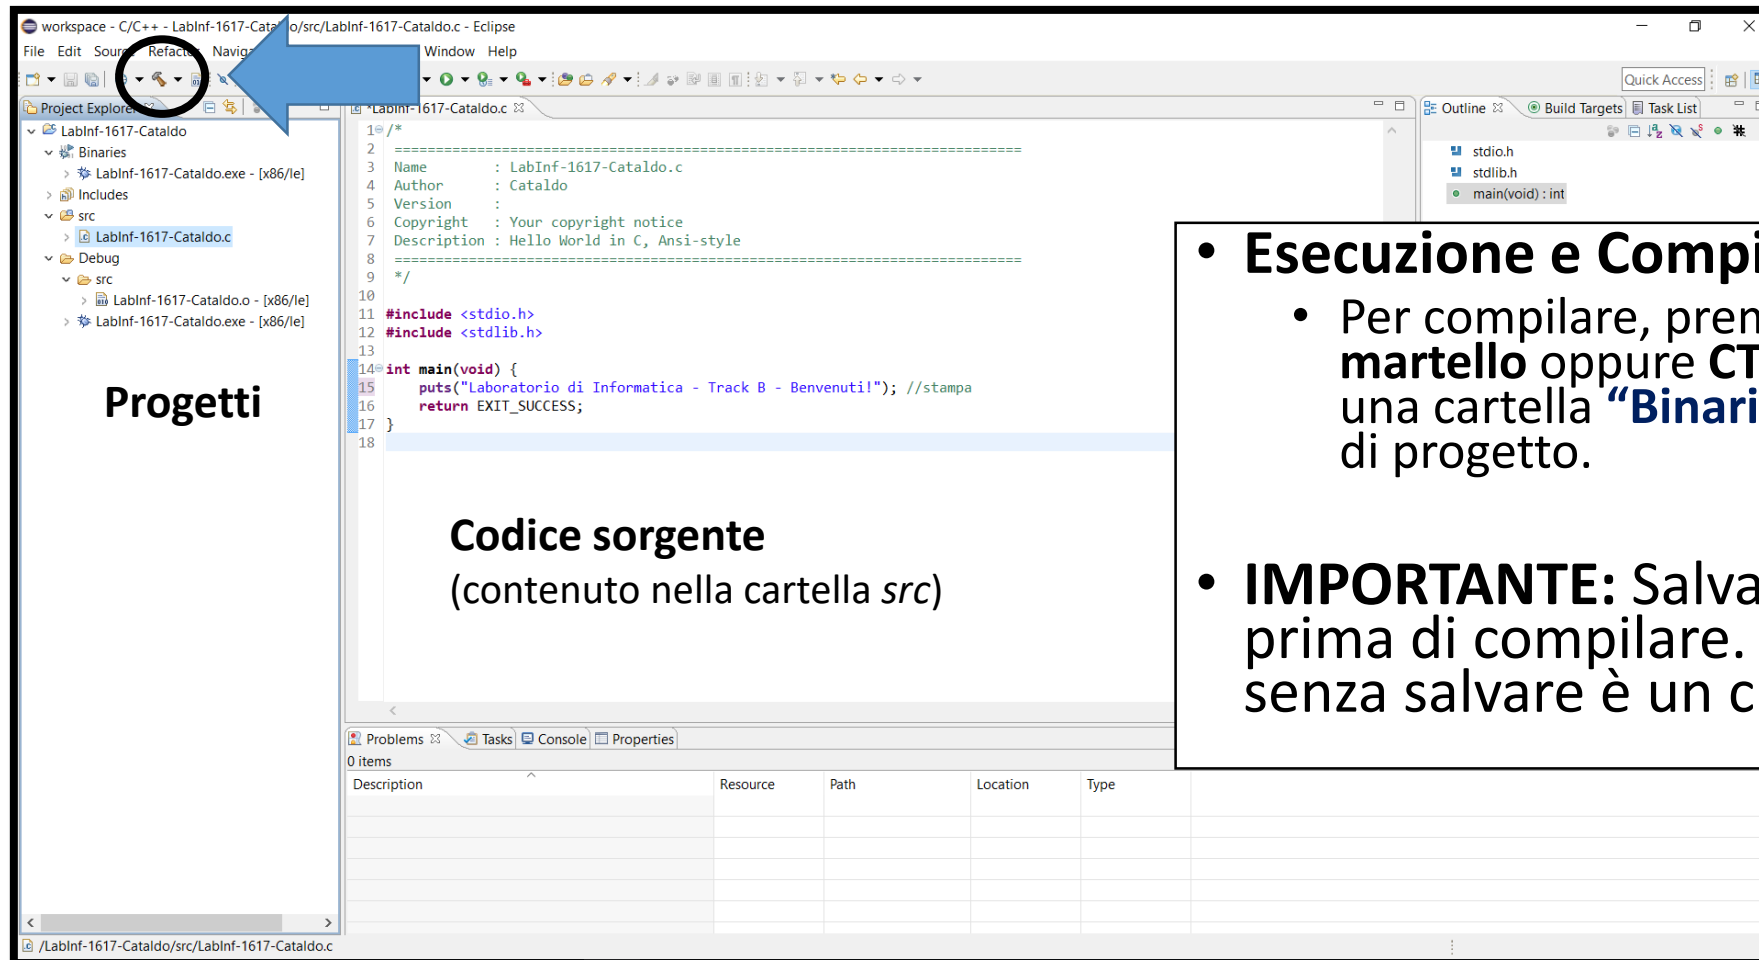 workspace - C/C++ - LabInf-1617-Cataldo/src/LabInf-1617-Cataldo.c - Eclipse
File Edit Source Refactor Window Help
Quick Access
Project Explorer
LabInf-1617-Cataldo
Binaries
LabInf-1617-Cataldo.exe - [x86/le]
Includes
src
LabInf-1617-Cataldo.c
Debug
src
LabInf-1617-Cataldo.o - [x86/le]
LabInf-1617-Cataldo.exe - [x86/le]
Progetti
*LabInf-1617-Cataldo.c
1 /*
2 ============================================================================
3 Name : LabInf-1617-Cataldo.c
4 Author : Cataldo
5 Version :
6 Copyright : Your copyright notice
7 Description : Hello World in C, Ansi-style
8 ============================================================================
9 */
10
11 #include <stdio.h>
12 #include <stdlib.h>
13
14 int main(void) {
15 puts("Laboratorio di Informatica - Track B - Benvenuti!"); //stampa
16 return EXIT_SUCCESS;
17 }
18
Codice sorgente
(contenuto nella cartella src)
Outline Build Targets Task List
stdio.h
stdlib.h
main(void) : int
• Esecuzione e Compi
• Per compilare, pren
martello oppure CT
una cartella “Binari
di progetto.
• IMPORTANTE: Salva
prima di compilare.
senza salvare è un c
Problems Tasks Console Properties
0 items
Description Resource Path Location Type
/LabInf-1617-Cataldo/src/LabInf-1617-Cataldo.c